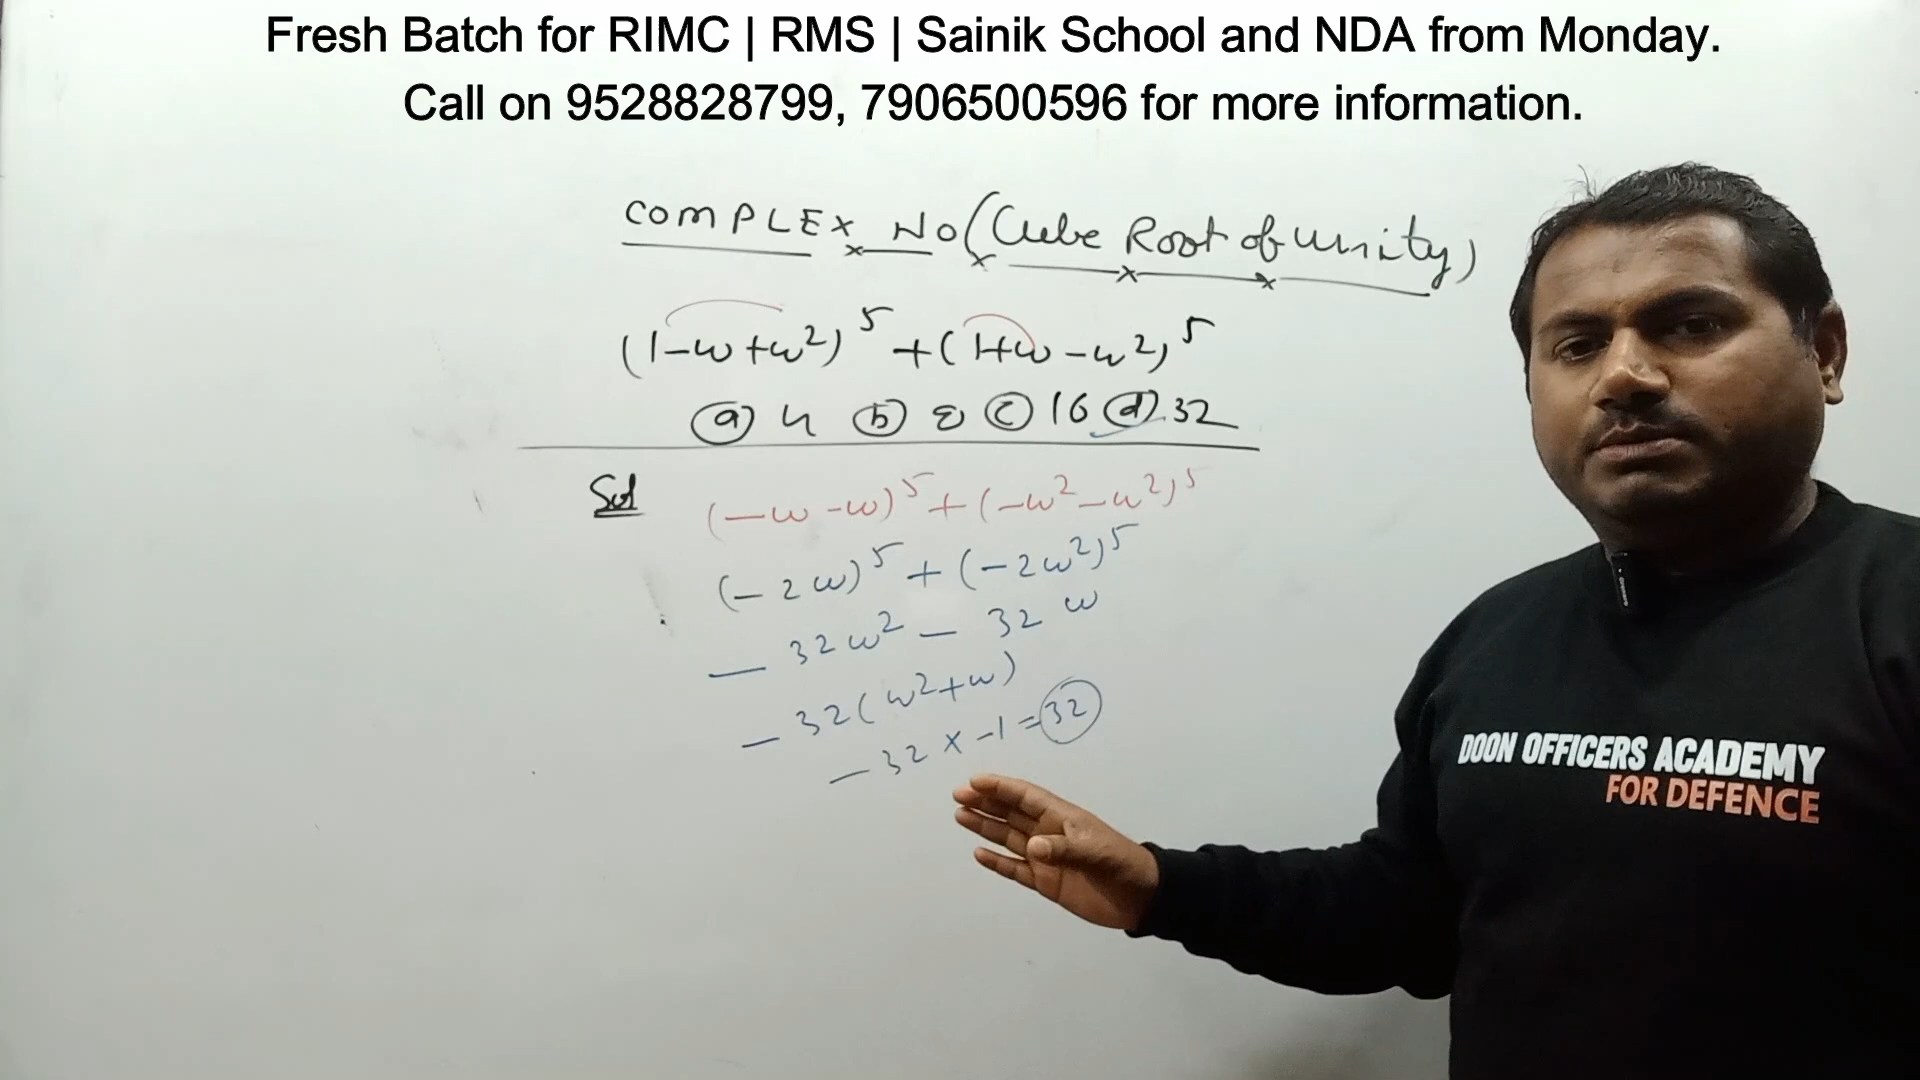 Fresh Batch for RIMC | RMS | Sainik School and NDA from Monday.
Call on 9528828799, 7906500596 for more information.
COMPLEX NO (Cube Root of Unity)
(1-ω+ω²)⁵ + (1+ω-ω²)⁵
(a) 4 (b) 8 (c) 16 (d) 32
Sol
(-ω-ω)⁵ + (-ω²-ω²)⁵
(-2ω)⁵ + (-2ω²)⁵
- 32ω² - 32ω
- 32(ω²+ω)
- 32 x -1 = 32
DOON OFFICERS ACADEMY
FOR DEFENCE